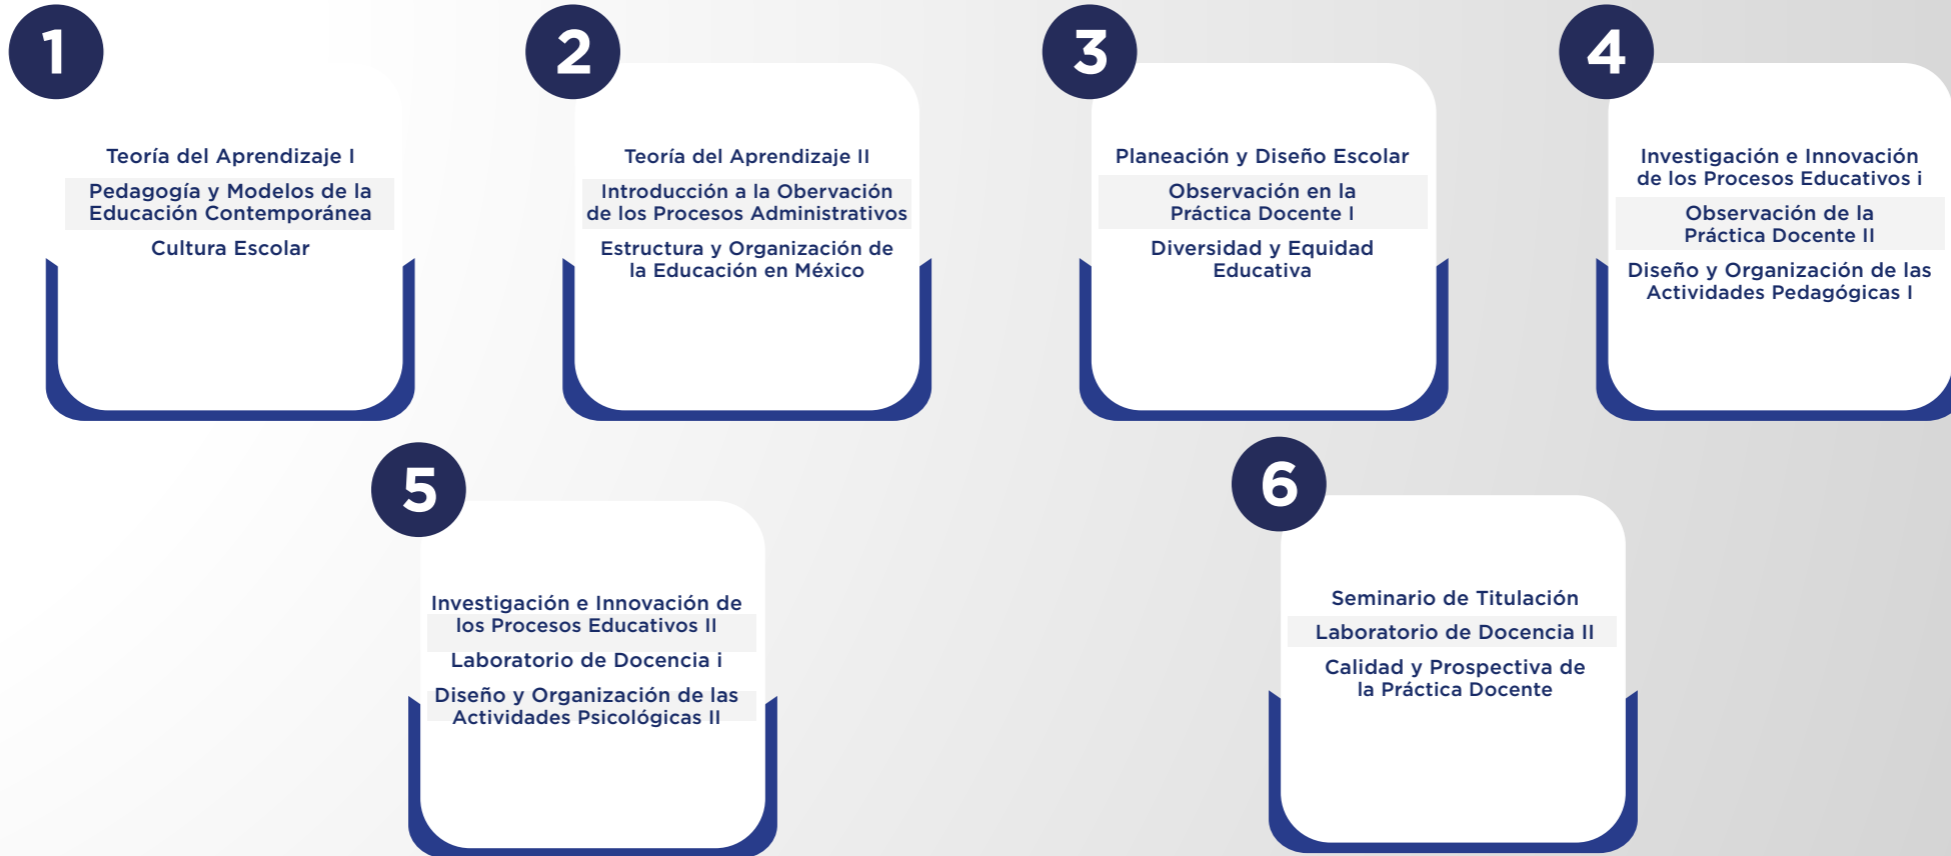 1
Teoría del Aprendizaje I
Pedagogía y Modelos de la
Educación Contemporánea
Cultura Escolar
2
Teoría del Aprendizaje II
Introducción a la Obervación
de los Procesos Administrativos
Estructura y Organización de
la Educación en México
3
Planeación y Diseño Escolar
Observación en la
Práctica Docente I
Diversidad y Equidad
Educativa
4
Investigación e Innovación
de los Procesos Educativos i
Observación de la
Práctica Docente II
Diseño y Organización de las
Actividades Pedagógicas I
5
Investigación e Innovación de
los Procesos Educativos II
Laboratorio de Docencia i
Diseño y Organización de las
Actividades Psicológicas II
6
Seminario de Titulación
Laboratorio de Docencia II
Calidad y Prospectiva de
la Práctica Docente